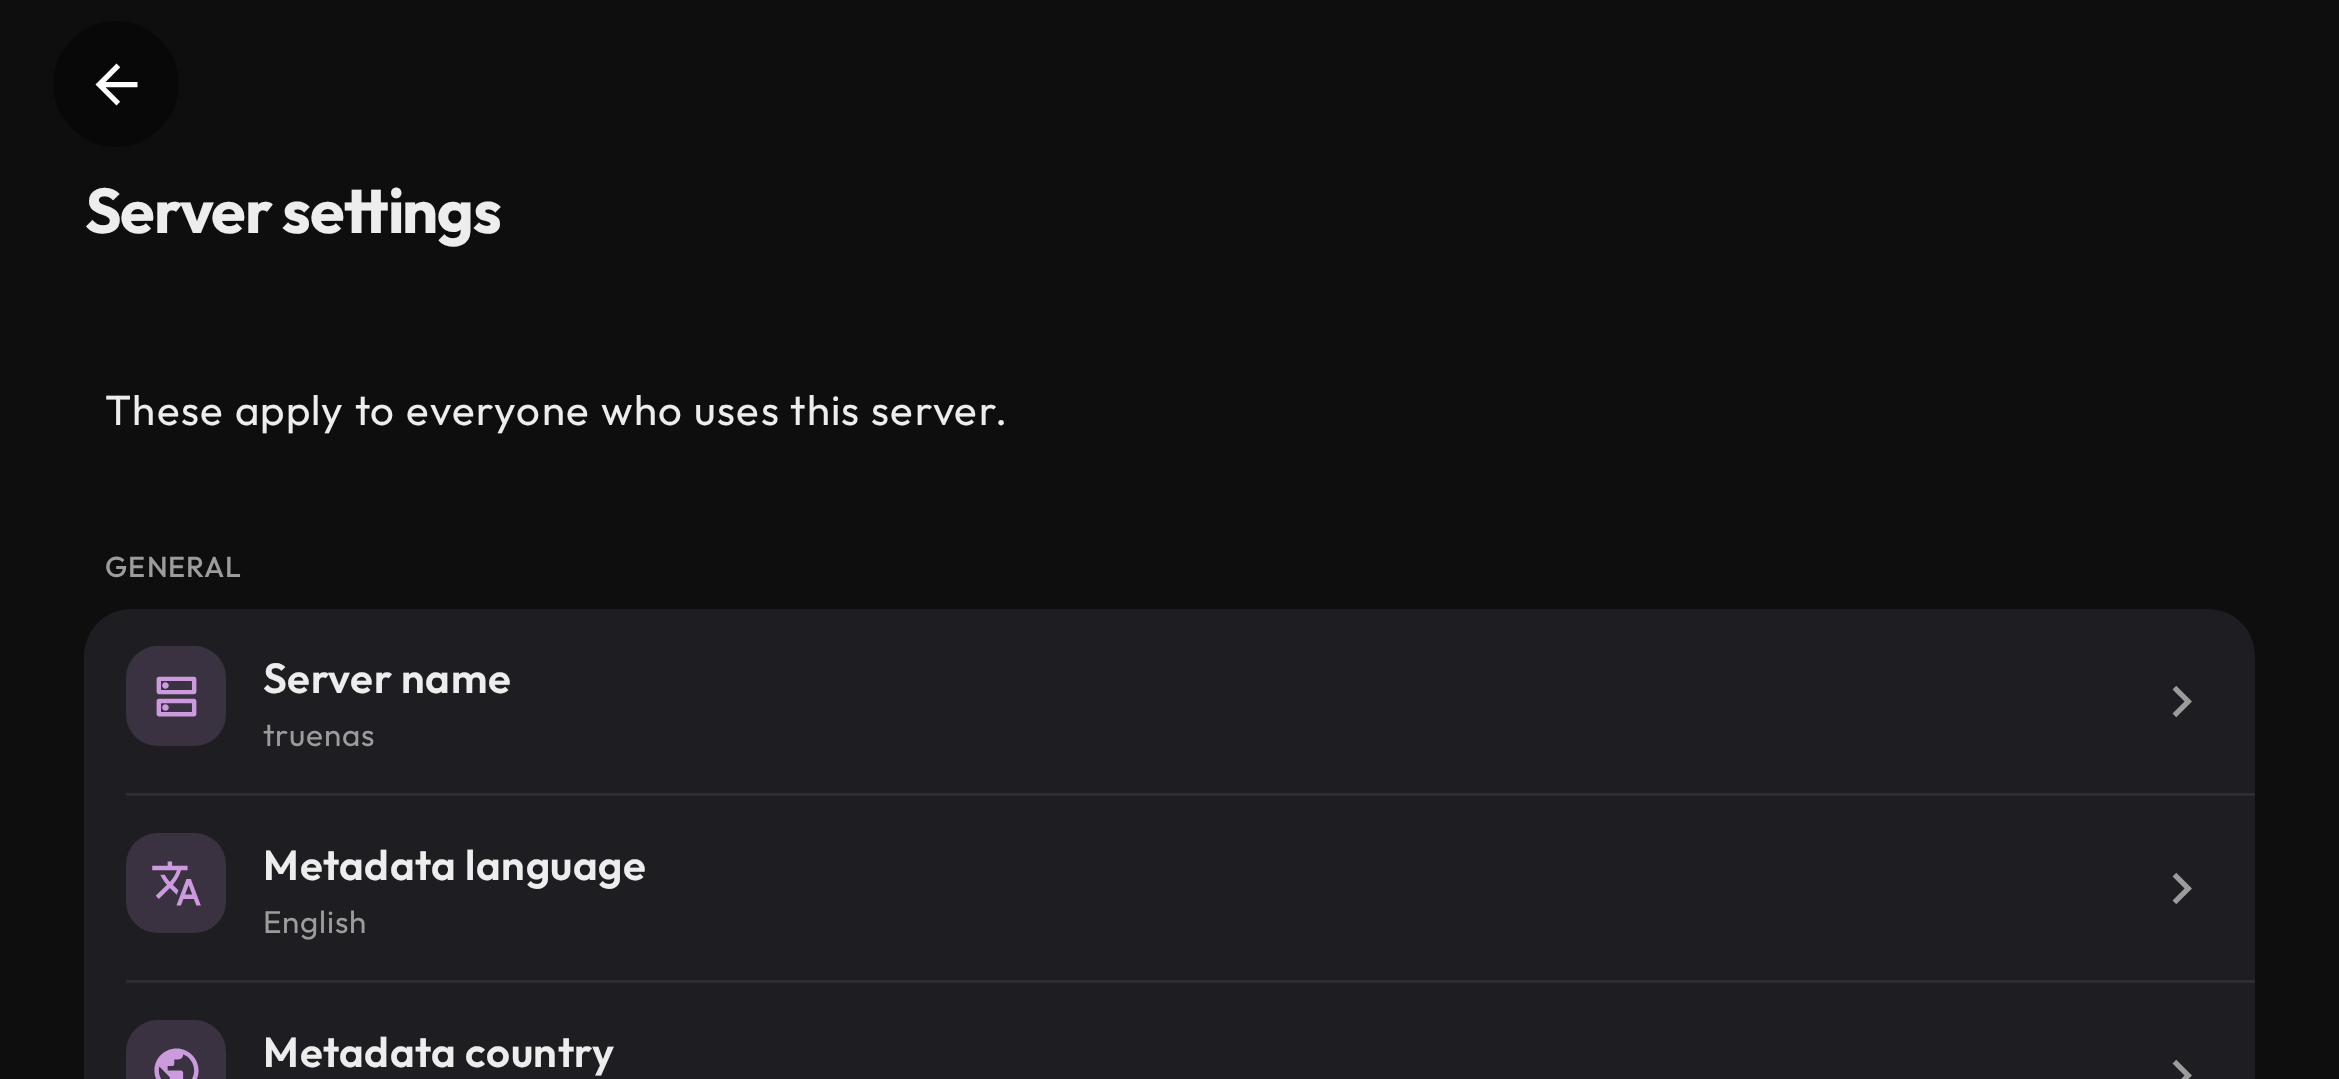 Server settings
These apply to everyone who uses this server.
GENERAL
Server name
truenas
Metadata language
English
Metadata country